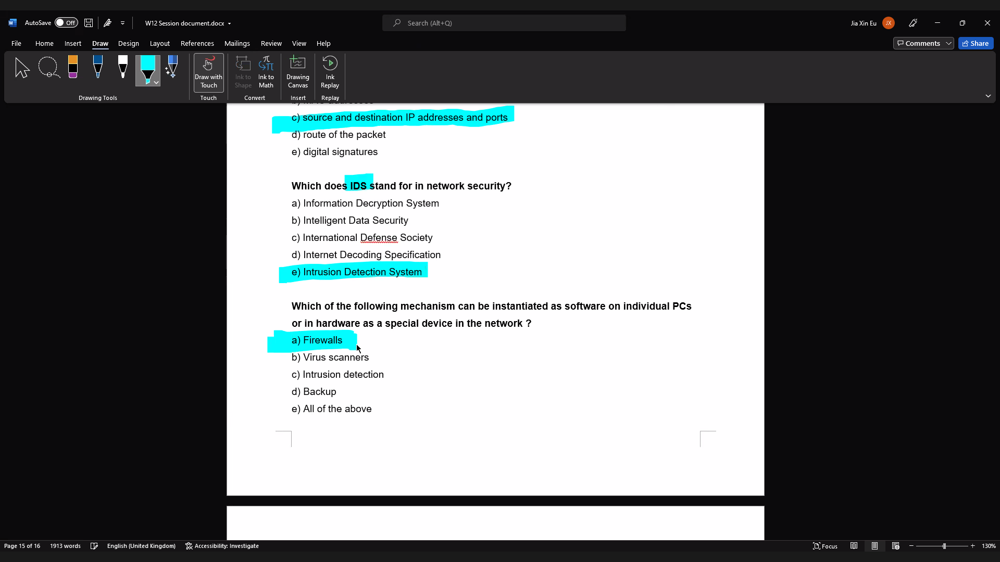 AutoSave Off W12 Session document.docx Search (Alt+Q) Jia Xin Eu JX
File Home Insert Draw Design Layout References Mailings Review View Help Comments Share
Draw with Touch
Ink to Shape
Ink to Math
Drawing Canvas
Ink Replay
Drawing Tools Touch Convert Insert Replay
c) source and destination IP addresses and ports
d) route of the packet
e) digital signatures
Which does IDS stand for in network security?
a) Information Decryption System
b) Intelligent Data Security
c) International Defense Society
d) Internet Decoding Specification
e) Intrusion Detection System
Which of the following mechanism can be instantiated as software on individual PCs
or in hardware as a special device in the network ?
a) Firewalls
b) Virus scanners
c) Intrusion detection
d) Backup
e) All of the above
Page 15 of 16 1913 words English (United Kingdom) Accessibility: Investigate Focus 130%